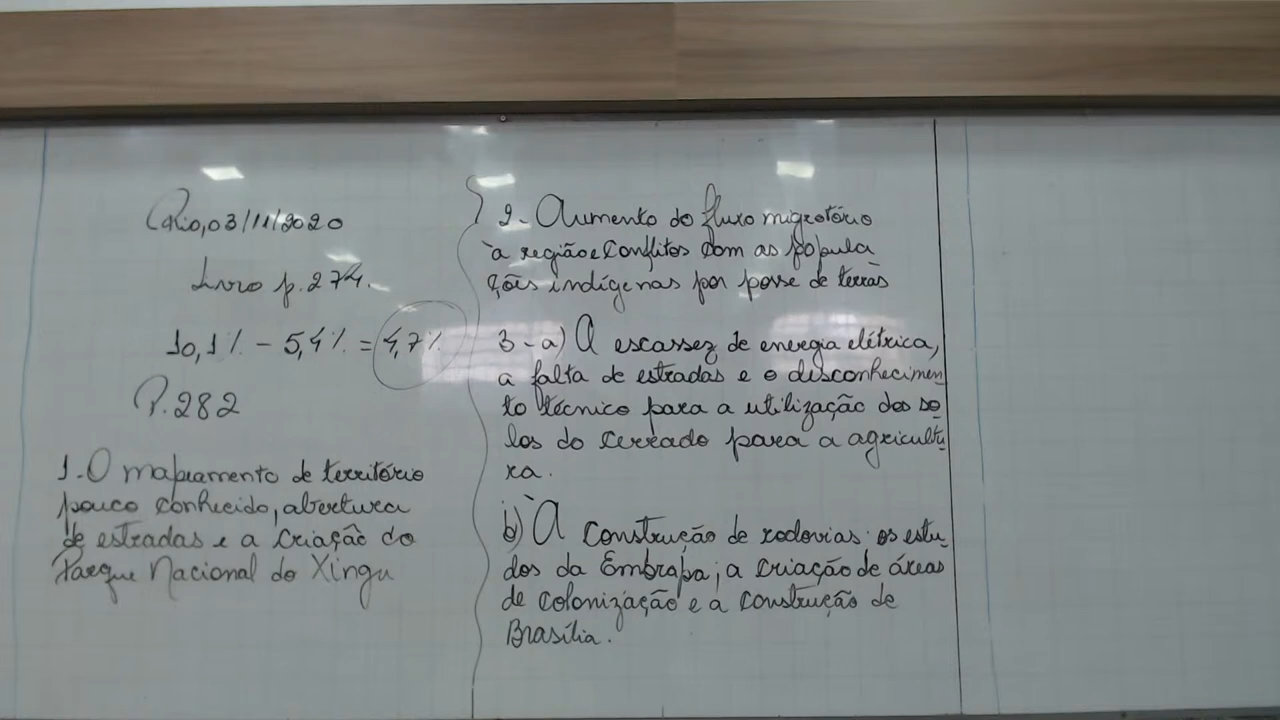 Rio, 03/11/2020
Livro p. 274.
10,1% - 5,4% = 4,7%
P. 282
1. O mapeamento de território
pouco conhecido, abertura
de estradas e a criação do
Parque Nacional do Xingu
2- Aumento do fluxo migratório
à região e conflitos com as popula
ções indígenas por posse de terras
3- a) A escassez de energia elétrica,
a falta de estradas e o desconhecimen
to técnico para a utilização dos so
los do cerrado para a agricultu-
ra.
b) A construção de rodovias; os estu-
dos da Embrapa; a criação de áreas
de colonização e a construção de
Brasília.